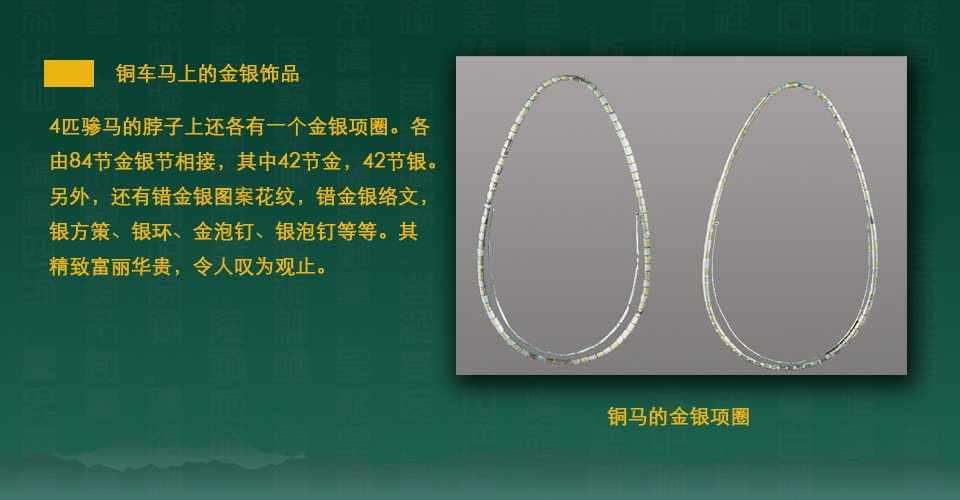 铜车马上的金银饰品
4匹骖马的脖子上还各有一个金银项圈。各
由84节金银节相接，其中42节金，42节银。
另外，还有错金银图案花纹，错金银络文，
银方策、银环、金泡钉、银泡钉等等。其
精致富丽华贵，令人叹为观止。
铜马的金银项圈